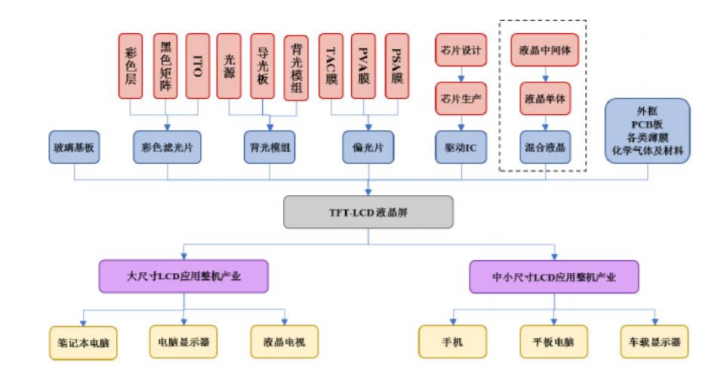 彩色层
黑色矩阵
ITO
光源
导光板
背光模组
TAC膜
PVA膜
PSA膜
芯片设计
液晶中间体
芯片生产
液晶单体
玻璃基板
彩色滤光片
背光模组
偏光片
驱动IC
混合液晶
外框
PCB板
各类薄膜
化学气体及材料
TFT-LCD液晶屏
大尺寸LCD应用整机产业
中小尺寸LCD应用整机产业
笔记本电脑
电脑显示器
液晶电视
手机
平板电脑
车载显示器